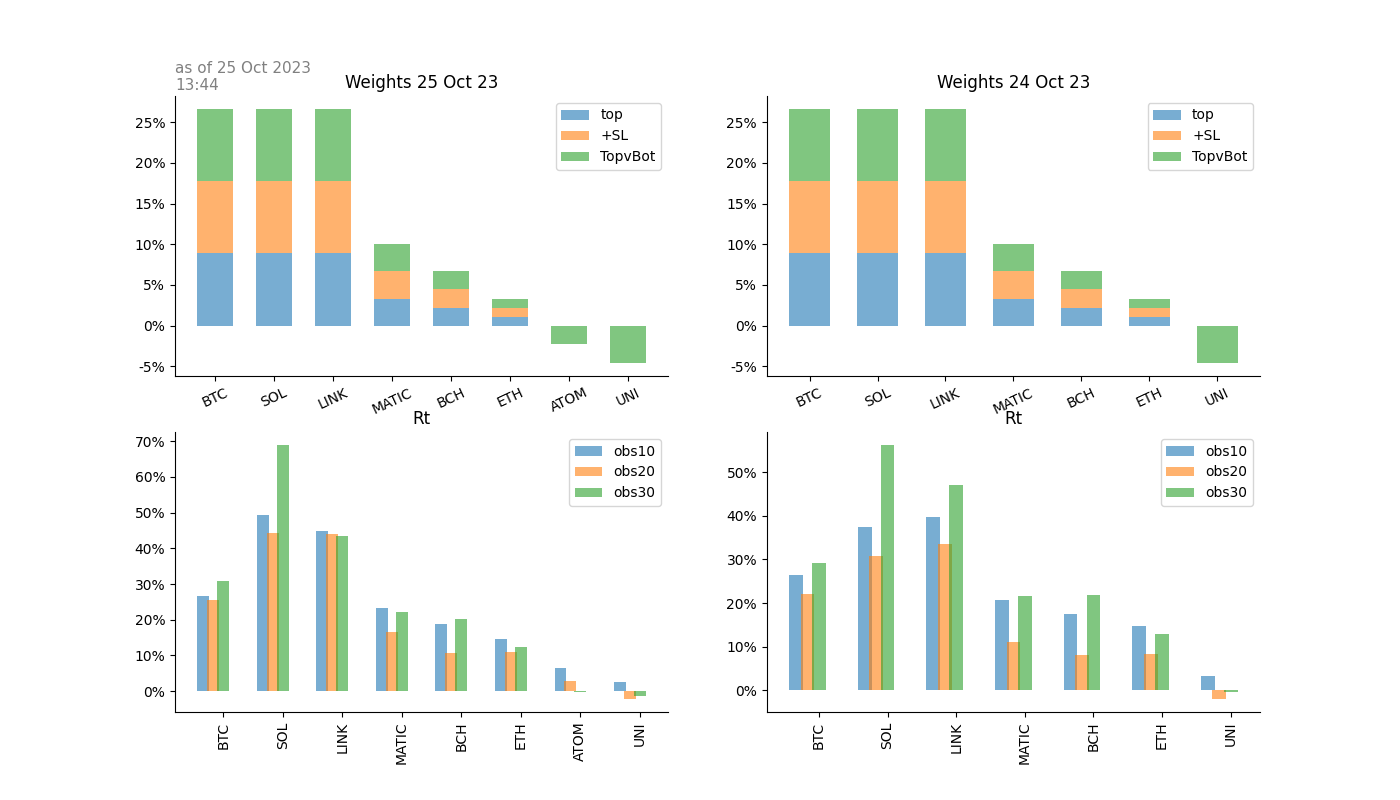 as of 25 Oct 2023
13:44
Weights 25 Oct 23
25%
20%
15%
10%
5%
0%
-5%
top
+SL
TopvBot
BTC
SOL
LINK
MATIC
BCH
ETH
ATOM
UNI
Weights 24 Oct 23
25%
20%
15%
10%
5%
0%
-5%
top
+SL
TopvBot
BTC
SOL
LINK
MATIC
BCH
ETH
UNI
Rt
70%
60%
50%
40%
30%
20%
10%
0%
obs10
obs20
obs30
BTC
SOL
LINK
MATIC
BCH
ETH
ATOM
UNI
Rt
50%
40%
30%
20%
10%
0%
obs10
obs20
obs30
BTC
SOL
LINK
MATIC
BCH
ETH
UNI